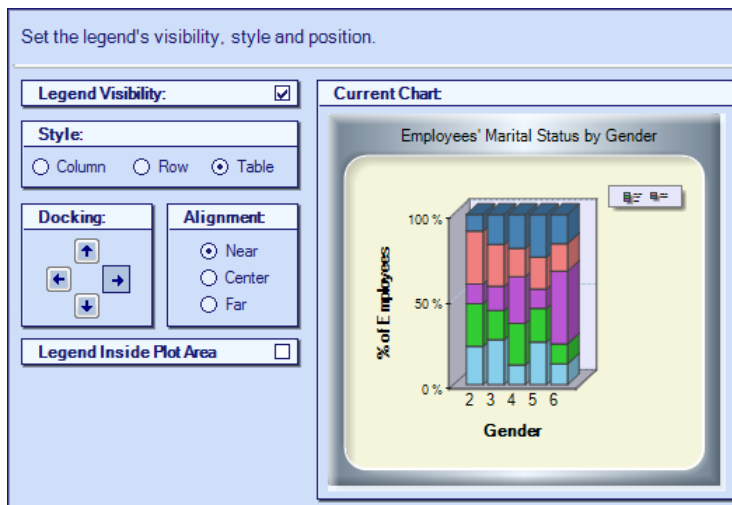 Set the legend's visibility, style and position.
Legend Visibility:
Style:
Column Row Table
Docking:
Alignment:
Near
Center
Far
Legend Inside Plot Area
Current Chart:
Employees' Marital Status by Gender
100 %
50 %
0 %
% of Employees
2 3 4 5 6
Gender